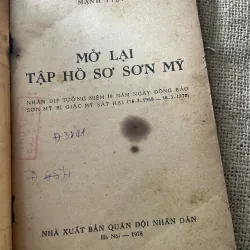 MỞ LẠI
TẬP HỒ SƠ SƠN MỸ
NHÂN DỊP TƯỞNG NIỆM 10 NĂM NGÀY ĐỒNG BÀO
SƠN MỸ BỊ GIẶC MỸ SÁT HẠI (16-3-1968 — 16-3-1978)
NHÀ XUẤT BẢN QUÂN ĐỘI NHÂN DÂN
Hà Nội — 1978